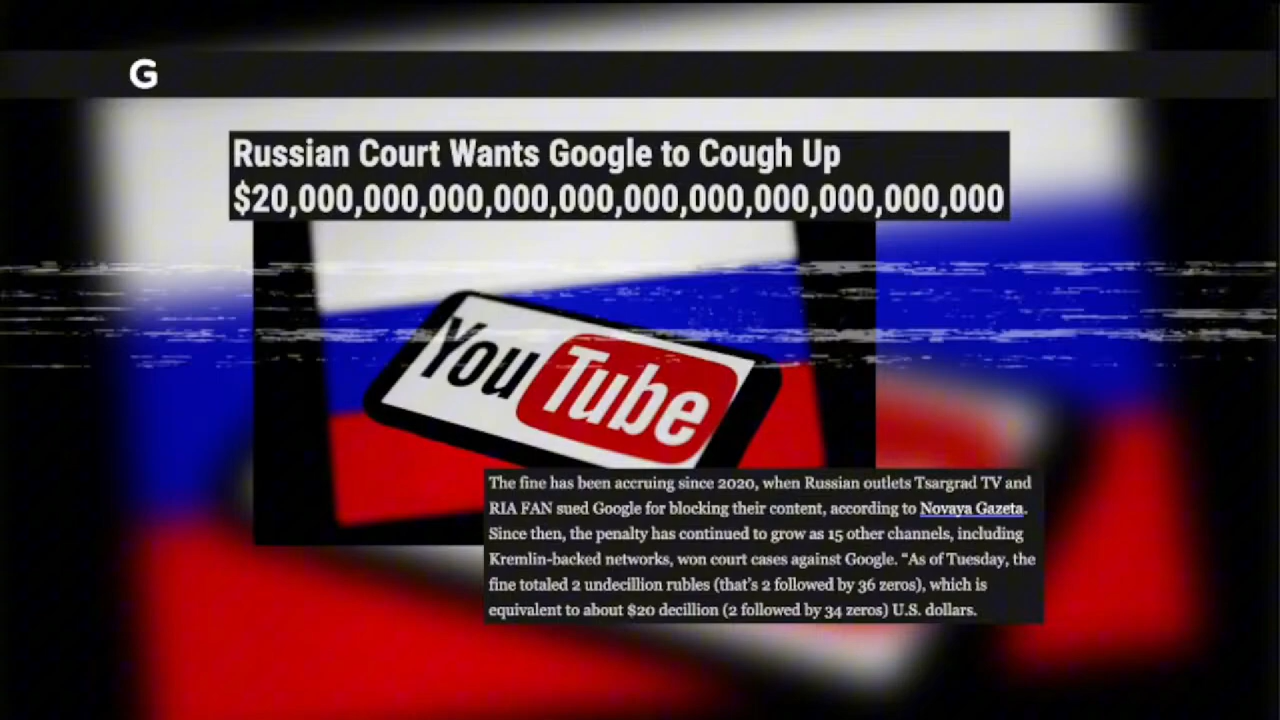 G
Russian Court Wants Google to Cough Up
$20,000,000,000,000,000,000,000,000,000,000,000
You Tube
The fine has been accruing since 2020, when Russian outlets Tsargrad TV and
RIA FAN sued Google for blocking their content, according to Novaya Gazeta.
Since then, the penalty has continued to grow as 15 other channels, including
Kremlin-backed networks, won court cases against Google. “As of Tuesday, the
fine totaled 2 undecillion rubles (that’s 2 followed by 36 zeros), which is
equivalent to about $20 decillion (2 followed by 34 zeros) U.S. dollars.